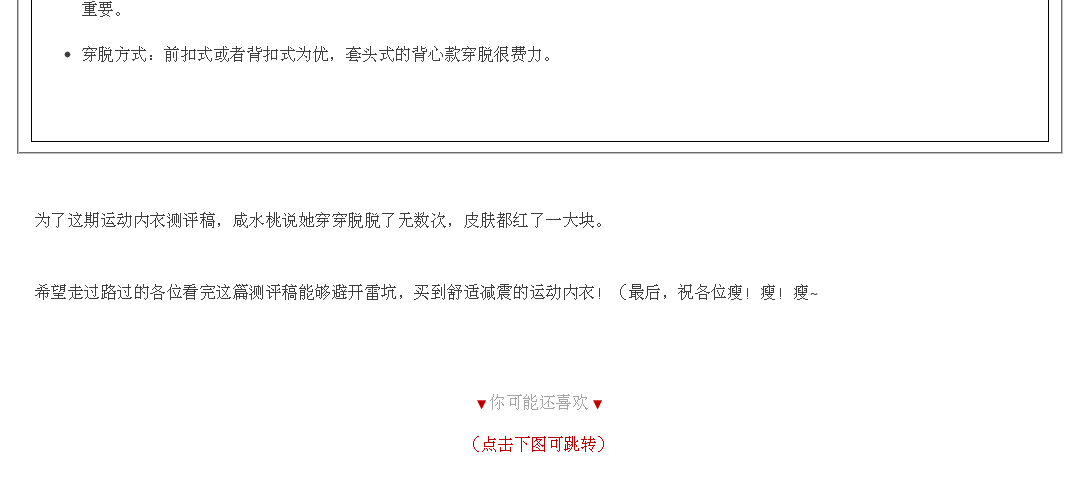 重要。
穿脱方式：前扣式或者背扣式为优，套头式的背心款穿脱很费力。
为了这期运动内衣测评稿，咸水桃说她穿穿脱脱了无数次，皮肤都红了一大块。
希望走过路过的各位看完这篇测评稿能够避开雷坑，买到舒适减震的运动内衣！（最后，祝各位瘦！瘦！瘦~
▼你可能还喜欢▼
（点击下图可跳转）